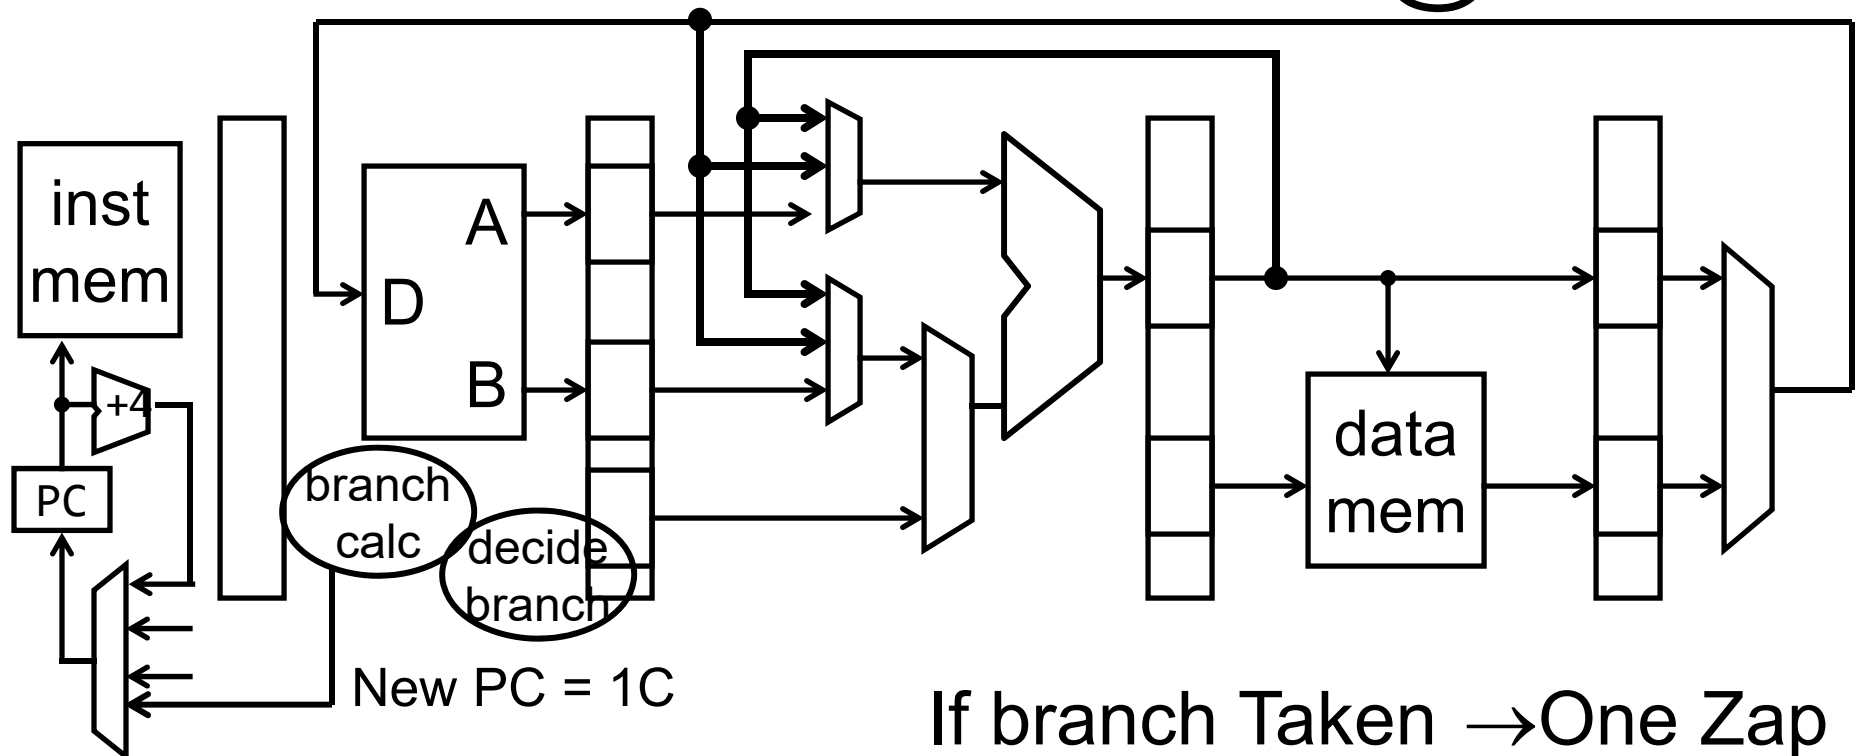 inst
mem
+4
PC
A
D
B
branch
calc
decide
branch
data
mem
New PC = 1C
If branch Taken →One Zap